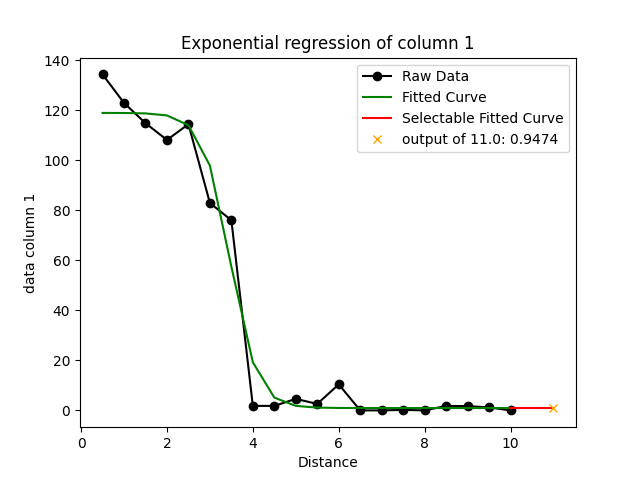 Exponential regression of column 1
140
120
100
80
60
40
20
0
data column 1
Raw Data
Fitted Curve
Selectable Fitted Curve
output of 11.0: 0.9474
0 2 4 6 8 10
Distance